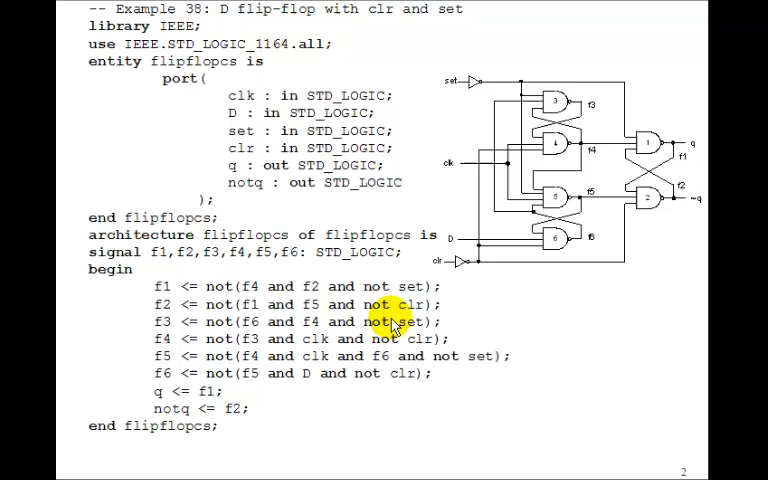 -- Example 38: D flip-flop with clr and set
library IEEE;
use IEEE.STD_LOGIC_1164.all;
entity flipflopcs is
port(
clk : in STD_LOGIC;
D : in STD_LOGIC;
set : in STD_LOGIC;
clr : in STD_LOGIC;
q : out STD_LOGIC;
notq : out STD_LOGIC
);
end flipflopcs;
architecture flipflopcs of flipflopcs is
signal f1,f2,f3,f4,f5,f6: STD_LOGIC;
begin
f1 <= not(f4 and f2 and not set);
f2 <= not(f1 and f5 and not clr);
f3 <= not(f6 and f4 and not set);
f4 <= not(f3 and clk and not clr);
f5 <= not(f4 and clk and f6 and not set);
f6 <= not(f5 and D and not clr);
q <= f1;
notq <= f2;
end flipflopcs;
set
3
f3
4
f4
1
q
f1
clk
5
f5
f2
2
~q
D
6
f6
clr
2